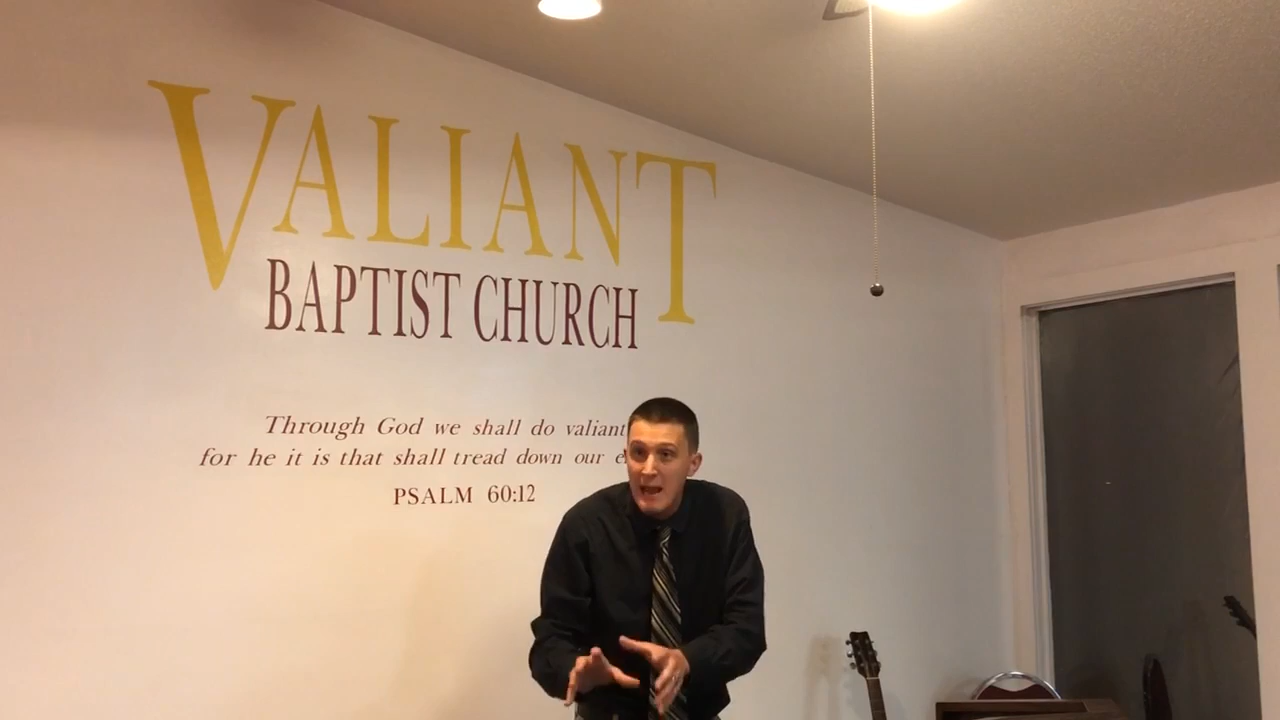 VALIANT
BAPTIST CHURCH
Through God we shall do valiant
for he it is that shall tread down our
PSALM 60:12